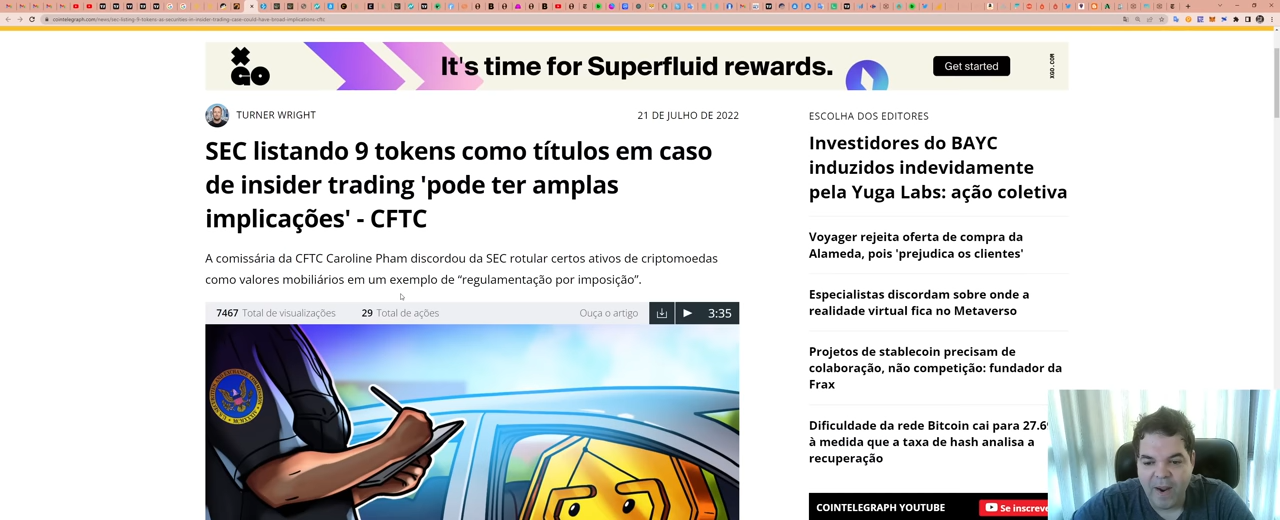 cointelegraph.com/news/sec-listing-9-tokens-as-securities-in-insider-trading-case-could-have-broad-implications-cftc
XGO
It's time for Superfluid rewards.
Get started
XGO.COM
TURNER WRIGHT
21 DE JULHO DE 2022
SEC listando 9 tokens como títulos em caso
de insider trading 'pode ter amplas
implicações' - CFTC
A comissária da CFTC Caroline Pham discordou da SEC rotular certos ativos de criptomoedas
como valores mobiliários em um exemplo de “regulamentação por imposição”.
7467 Total de visualizações
29 Total de ações
Ouça o artigo
3:35
ESCOLHA DOS EDITORES
Investidores do BAYC
induzidos indevidamente
pela Yuga Labs: ação coletiva
Voyager rejeita oferta de compra da
Alameda, pois 'prejudica os clientes'
Especialistas discordam sobre onde a
realidade virtual fica no Metaverso
Projetos de stablecoin precisam de
colaboração, não competição: fundador da
Frax
Dificuldade da rede Bitcoin cai para 27.6
à medida que a taxa de hash analisa a
recuperação
COINTELEGRAPH YOUTUBE
Se inscreve